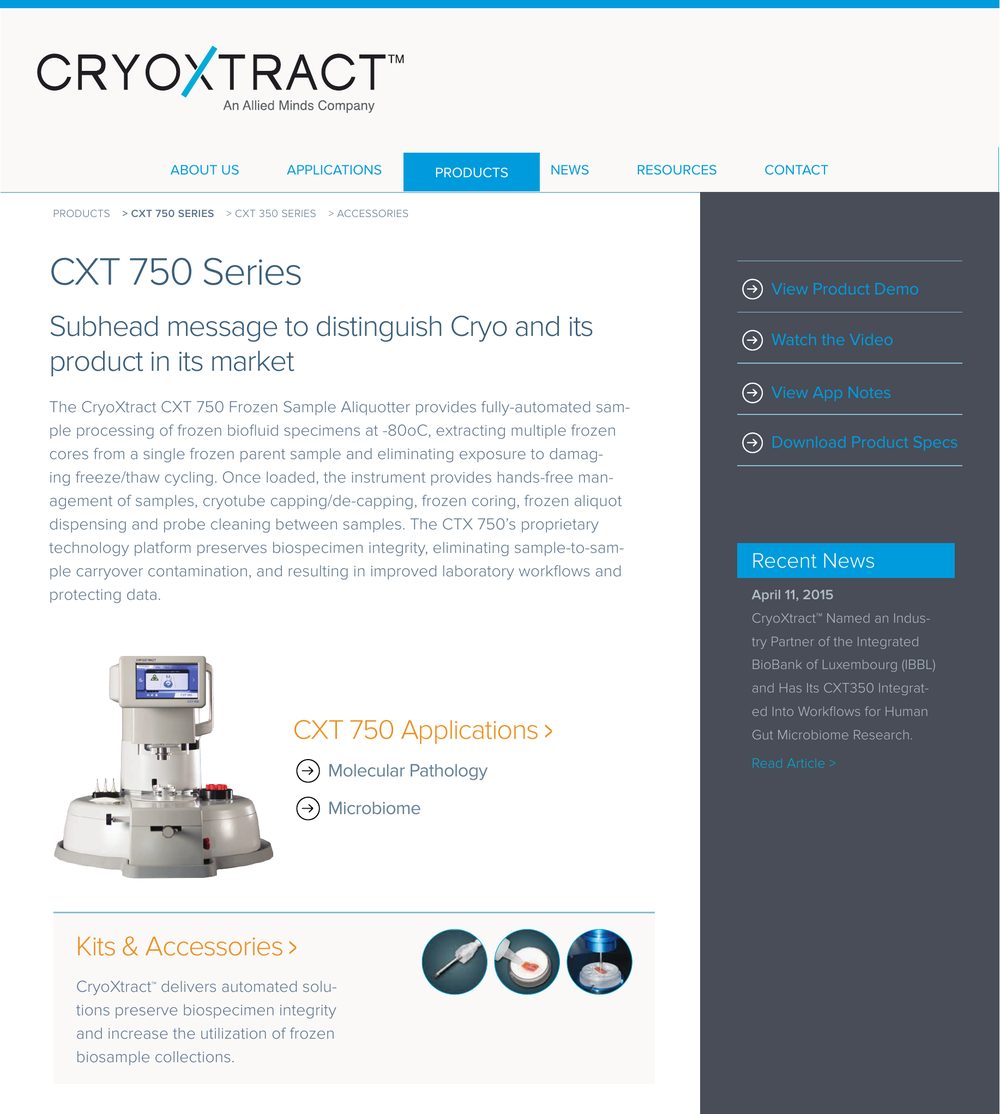 CRYOXTRACT™
An Allied Minds Company
ABOUT US APPLICATIONS PRODUCTS NEWS RESOURCES CONTACT
PRODUCTS > CXT 750 SERIES > CXT 350 SERIES > ACCESSORIES
CXT 750 Series
Subhead message to distinguish Cryo and its
product in its market
The CryoXtract CXT 750 Frozen Sample Aliquotter provides fully-automated sam-
ple processing of frozen biofluid specimens at -80oC, extracting multiple frozen
cores from a single frozen parent sample and eliminating exposure to damag-
ing freeze/thaw cycling. Once loaded, the instrument provides hands-free man-
agement of samples, cryotube capping/de-capping, frozen coring, frozen aliquot
dispensing and probe cleaning between samples. The CTX 750's proprietary
technology platform preserves biospecimen integrity, eliminating sample-to-sam-
ple carryover contamination, and resulting in improved laboratory workflows and
protecting data.
CRYOXTRACT
CXT 750 Applications >
Molecular Pathology
Microbiome
Kits & Accessories >
CryoXtract™ delivers automated solu-
tions preserve biospecimen integrity
and increase the utilization of frozen
biosample collections.
View Product Demo
Watch the Video
View App Notes
Download Product Specs
Recent News
April 11, 2015
CryoXtract™ Named an Indus-
try Partner of the Integrated
BioBank of Luxembourg (IBBL)
and Has Its CXT350 Integrat-
ed Into Workflows for Human
Gut Microbiome Research.
Read Article >